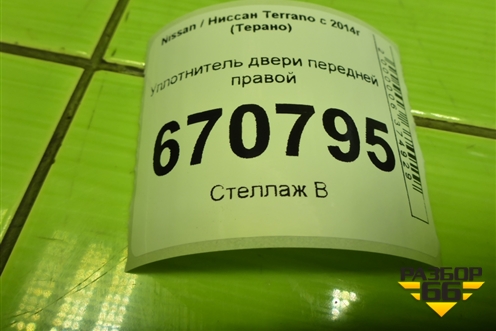 Nissan / Ниссан Terrano с 2014г
(Терано)
Уплотнитель двери передней
правой
670795
Стеллаж В
РАЗБОР
66